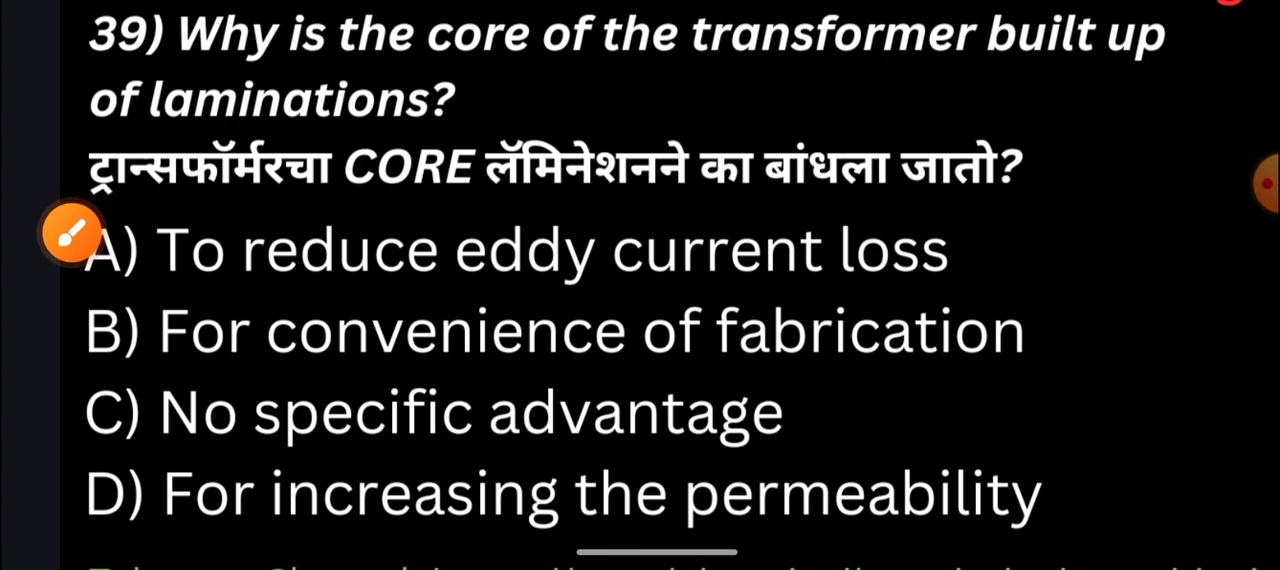 39) Why is the core of the transformer built up
of laminations?
ट्रान्सफॉर्मरचा CORE लॅमिनेशनने का बांधला जातो?
A) To reduce eddy current loss
B) For convenience of fabrication
C) No specific advantage
D) For increasing the permeability